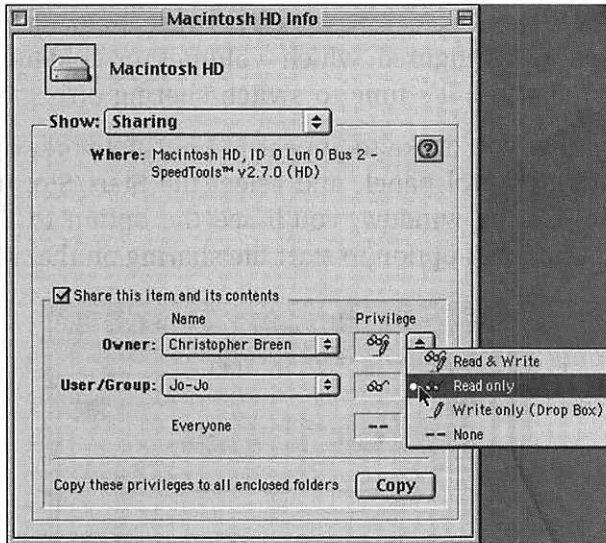 Macintosh HD Info
Macintosh HD
Show: Sharing
Where: Macintosh HD, ID 0 Lun 0 Bus 2 -
SpeedTools™ v2.7.0 (HD)
Share this item and its contents
Name Privilege
Owner: Christopher Breen
User/Group: Jo-Jo
Everyone --
Read & Write
Read only
Write only (Drop Box)
-- None
Copy these privileges to all enclosed folders Copy